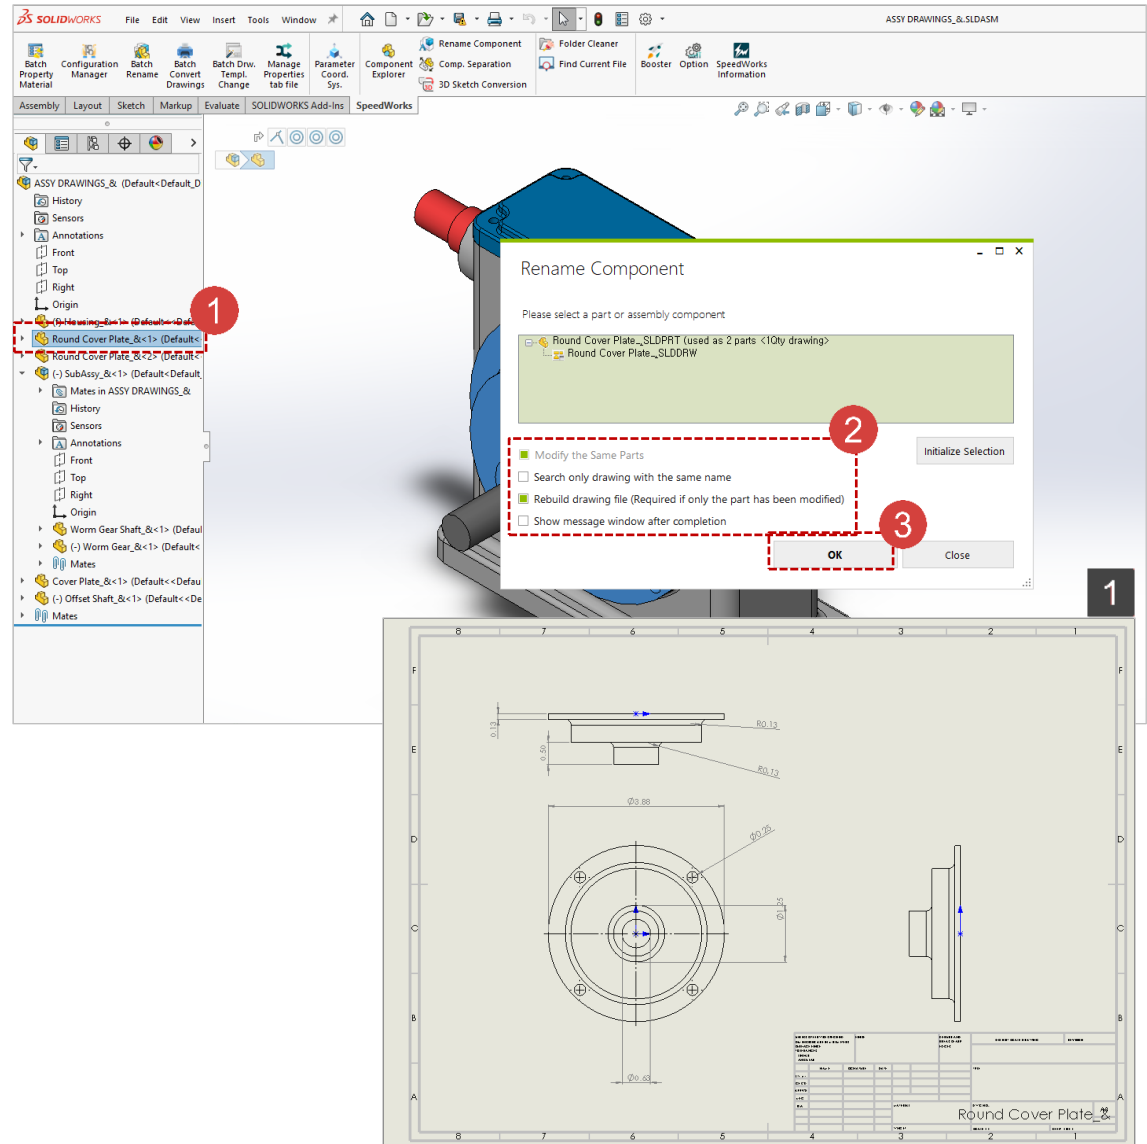 SOLIDWORKS File Edit View Insert Tools Window ASSY DRAWINGS_&.SLDASM
Batch Property Material
Configuration Manager
Batch Rename
Batch Convert Drawings
Batch Drw. Templ. Change
Manage Properties tab file
Parameter Coord. Sys.
Component Explorer
Rename Component
Comp. Separation
3D Sketch Conversion
Folder Cleaner
Find Current File
Booster
Option
SpeedWorks Information
Assembly Layout Sketch Markup Evaluate SOLIDWORKS Add-Ins SpeedWorks
ASSY DRAWINGS_& (Default<Default_D
History
Sensors
Annotations
Front
Top
Right
Origin
1
(f) Housing_&<1> (Default<<Defa
Round Cover Plate_&<1> (Default<
Round Cover Plate_&<2> (Default<
(-) SubAssy_&<1> (Default<Default_
Mates in ASSY DRAWINGS_&
History
Sensors
Annotations
Front
Top
Right
Origin
Worm Gear Shaft_&<1> (Defaul
(-) Worm Gear_&<1> (Default<
Mates
Cover Plate_&<1> (Default<<Defau
(-) Offset Shaft_&<1> (Default<<De
Mates
Rename Component
Please select a part or assembly component
Round Cover Plate_,SLDPRT (used as 2 parts <1Qty drawing>
Round Cover Plate_,SLDDRW
2
Modify the Same Parts
Search only drawing with the same name
Rebuild drawing file (Required if only the part has been modified)
Show message window after completion
Initialize Selection
3
OK
Close
1
8 7 6 5 4 3 2 1
F F
0.13
R0.13
E E
0.50
R0.13
Ø3.88
D D
Ø0.25
Ø1.25
C C
B B
Ø0.63
A A
Round Cover Plate_&
8 7 6 5 4 3 2 1